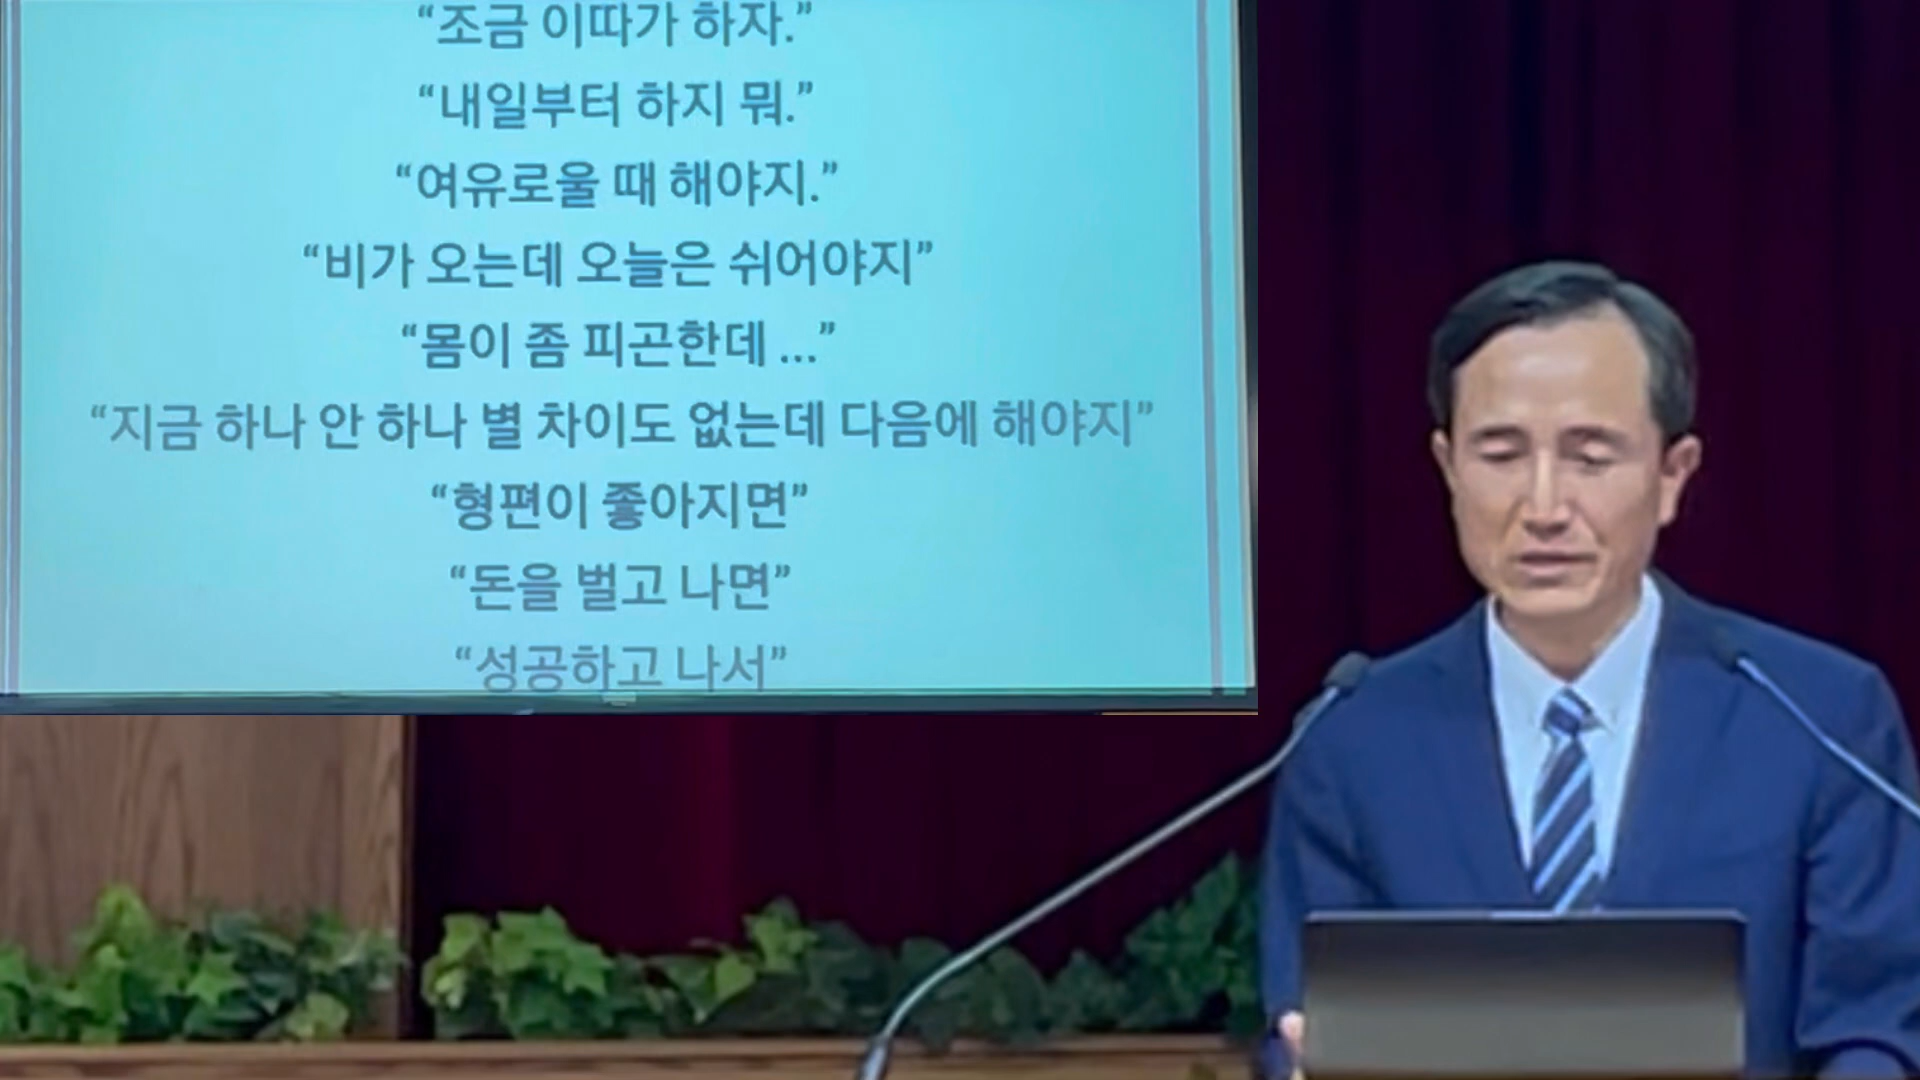 “조금 이따가 하자.”
“내일부터 하지 뭐.”
“여유로울 때 해야지.”
“비가 오는데 오늘은 쉬어야지”
“몸이 좀 피곤한데 ...”
“지금 하나 안 하나 별 차이도 없는데 다음에 해야지”
“형편이 좋아지면”
“돈을 벌고 나면”
“성공하고 나서”